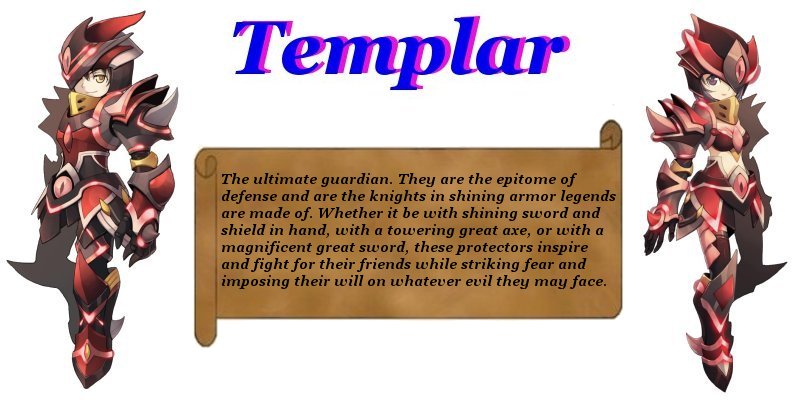 Templar
The ultimate guardian. They are the epitome of
defense and are the knights in shining armor legends
are made of. Whether it be with shining sword and
shield in hand, with a towering great axe, or with a
magnificent great sword, these protectors inspire
and fight for their friends while striking fear and
imposing their will on whatever evil they may face.